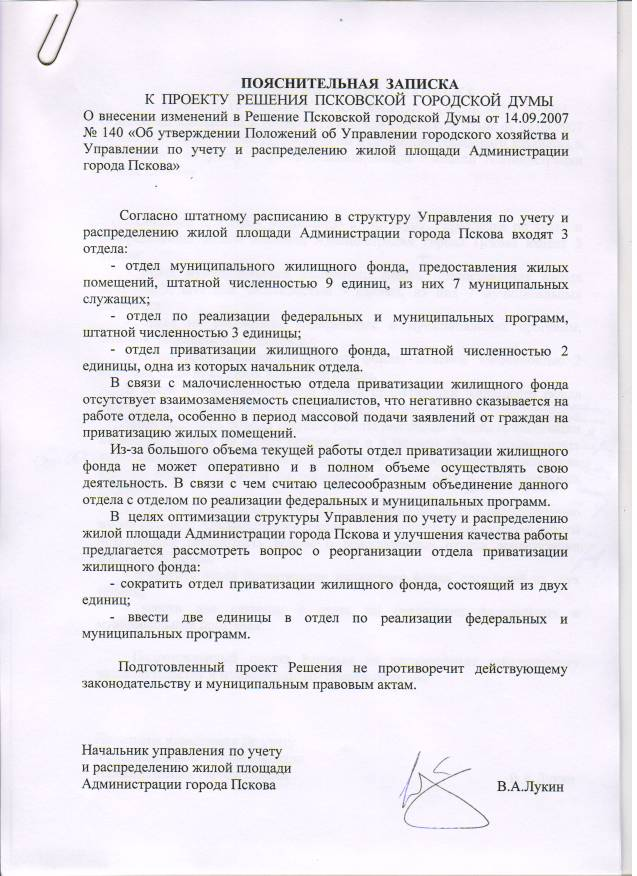 ПОЯСНИТЕЛЬНАЯ ЗАПИСКА
К ПРОЕКТУ РЕШЕНИЯ ПСКОВСКОЙ ГОРОДСКОЙ ДУМЫ
О внесении изменений в Решение Псковской городской Думы от 14.09.2007
№ 140 «Об утверждении Положений об Управлении городского хозяйства и
Управлении по учету и распределению жилой площади Администрации
города Пскова»
Согласно штатному расписанию в структуру Управления по учету и
распределению жилой площади Администрации города Пскова входят 3
отдела:
- отдел муниципального жилищного фонда, предоставления жилых
помещений, штатной численностью 9 единиц, из них 7 муниципальных
служащих;
- отдел по реализации федеральных и муниципальных программ,
штатной численностью 3 единицы;
- отдел приватизации жилищного фонда, штатной численностью 2
единицы, одна из которых начальник отдела.
В связи с малочисленностью отдела приватизации жилищного фонда
отсутствует взаимозаменяемость специалистов, что негативно сказывается на
работе отдела, особенно в период массовой подачи заявлений от граждан на
приватизацию жилых помещений.
Из-за большого объема текущей работы отдел приватизации жилищного
фонда не может оперативно и в полном объеме осуществлять свою
деятельность. В связи с чем считаю целесообразным объединение данного
отдела с отделом по реализации федеральных и муниципальных программ.
В целях оптимизации структуры Управления по учету и распределению
жилой площади Администрации города Пскова и улучшения качества работы
предлагается рассмотреть вопрос о реорганизации отдела приватизации
жилищного фонда:
- сократить отдел приватизации жилищного фонда, состоящий из двух
единиц;
- ввести две единицы в отдел по реализации федеральных и
муниципальных программ.
Подготовленный проект Решения не противоречит действующему
законодательству и муниципальным правовым актам.
Начальник управления по учету
и распределению жилой площади
Администрации города Пскова В.А.Лукин